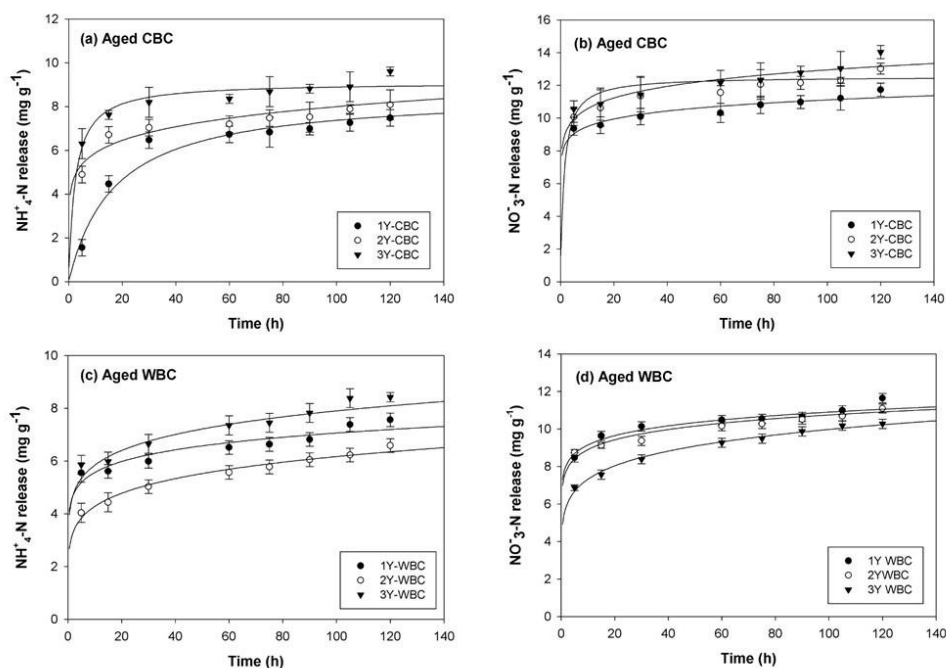 (a) Aged CBC
NH⁺₄-N release (mg g⁻¹)
12
10
8
6
4
2
0
1Y-CBC
2Y-CBC
3Y-CBC
0 20 40 60 80 100 120 140
Time (h)
(b) Aged CBC
NO⁻₃-N release (mg g⁻¹)
16
14
12
10
8
6
4
2
0
1Y-CBC
2Y-CBC
3Y-CBC
0 20 40 60 80 100 120 140
Time (h)
(c) Aged WBC
NH⁺₄-N release (mg g⁻¹)
10
8
6
4
2
0
1Y-WBC
2Y-WBC
3Y-WBC
0 20 40 60 80 100 120 140
Time (h)
(d) Aged WBC
NO⁻₃-N release (mg g⁻¹)
14
12
10
8
6
4
2
0
1Y WBC
2YWBC
3Y WBC
0 20 40 60 80 100 120 140
Time (h)